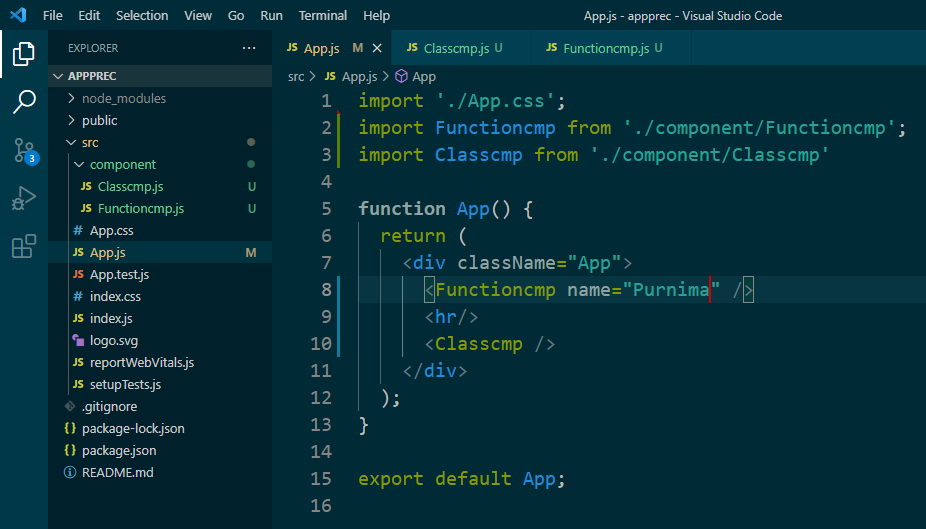 File Edit Selection View Go Run Terminal Help App.js - appprec - Visual Studio Code
EXPLORER ...
APPPREC
node_modules
public
src
component
JS Classcmp.js U
JS Functioncmp.js U
# App.css
JS App.js M
JS App.test.js
# index.css
JS index.js
logo.svg
JS reportWebVitals.js
JS setupTests.js
.gitignore
{} package-lock.json
{} package.json
README.md
3
JS App.js M × JS Classcmp.js U JS Functioncmp.js U
src > JS App.js > App
1 import './App.css';
2 import Functioncmp from './component/Functioncmp';
3 import Classcmp from './component/Classcmp'
4
5 function App() {
6 return (
7 <div className="App">
8 <Functioncmp name="Purnima" />
9 <hr/>
10 <Classcmp />
11 </div>
12 );
13 }
14
15 export default App;
16